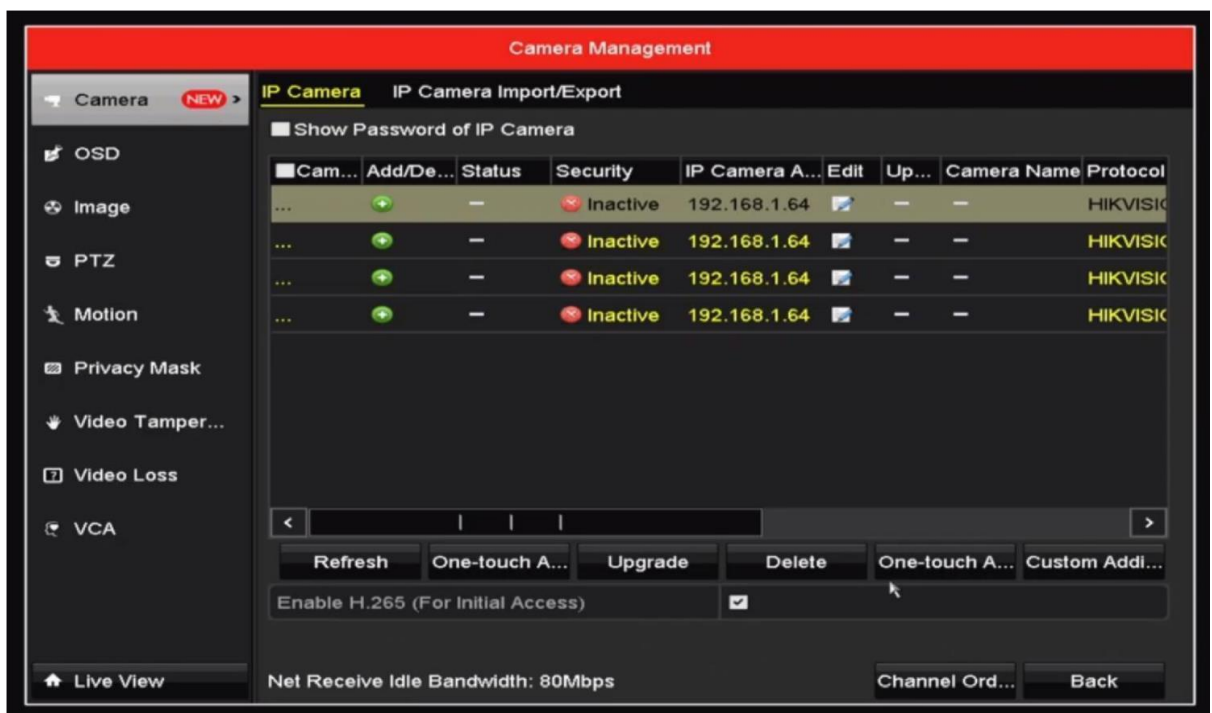 Camera Management
Camera NEW >
OSD
Image
PTZ
Motion
Privacy Mask
Video Tamper...
Video Loss
VCA
Live View
IP Camera IP Camera Import/Export
Show Password of IP Camera
Cam... Add/De... Status Security IP Camera A... Edit Up... Camera Name Protocol
... – Inactive 192.168.1.64 – – HIKVISIO
... – Inactive 192.168.1.64 – – HIKVISIO
... – Inactive 192.168.1.64 – – HIKVISIO
... – Inactive 192.168.1.64 – – HIKVISIO
< >
Refresh One-touch A... Upgrade Delete One-touch A... Custom Addi...
Enable H.265 (For Initial Access)
Net Receive Idle Bandwidth: 80Mbps
Channel Ord... Back